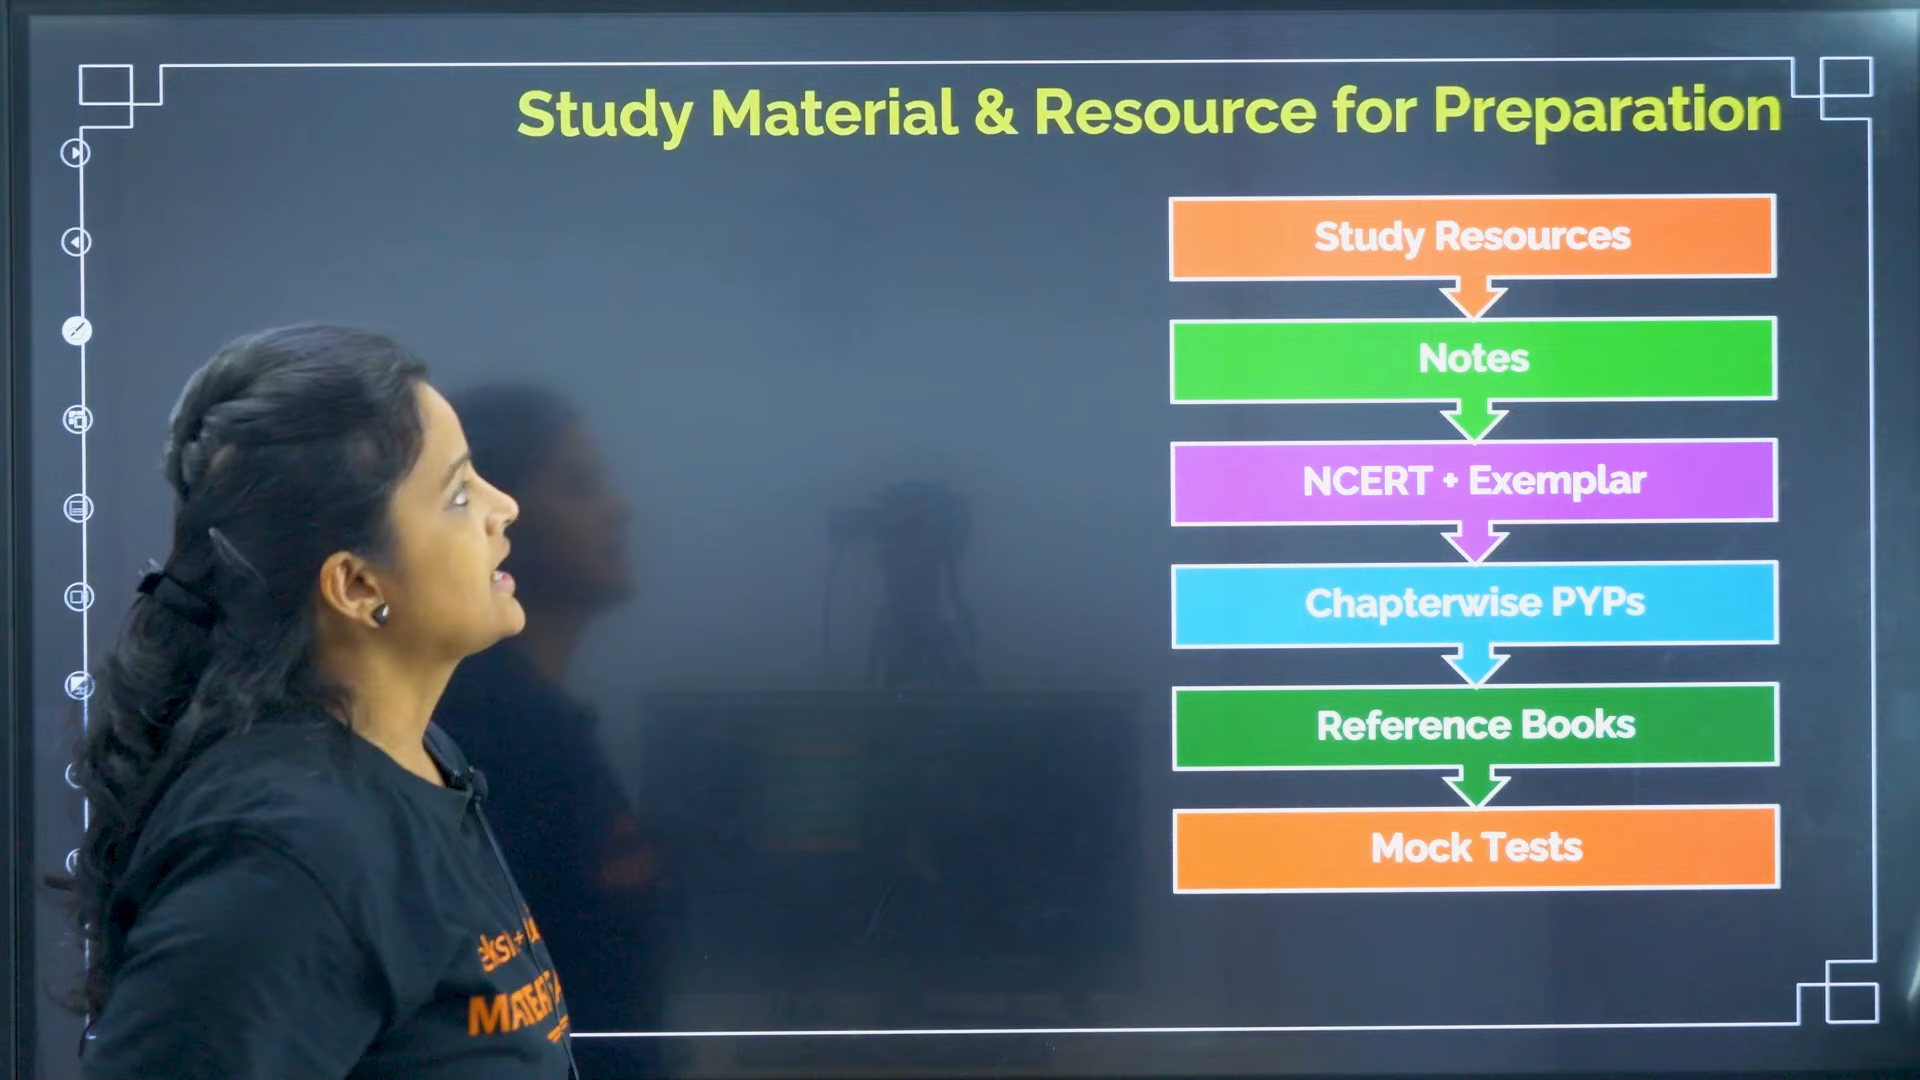 Study Material & Resource for Preparation
Study Resources
Notes
NCERT + Exemplar
Chapterwise PYPs
Reference Books
Mock Tests